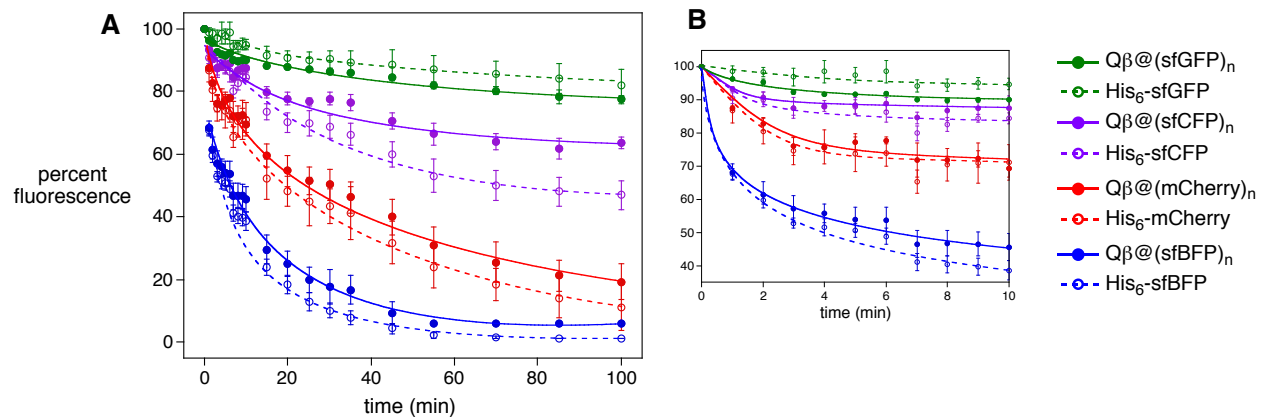 A
percent
fluorescence
100
80
60
40
20
0
0
20
40
60
80
100
time (min)
B
100
90
80
70
60
50
40
0
2
4
6
8
10
time (min)
Qβ@(sfGFP)n
His6-sfGFP
Qβ@(sfCFP)n
His6-sfCFP
Qβ@(mCherry)n
His6-mCherry
Qβ@(sfBFP)n
His6-sfBFP